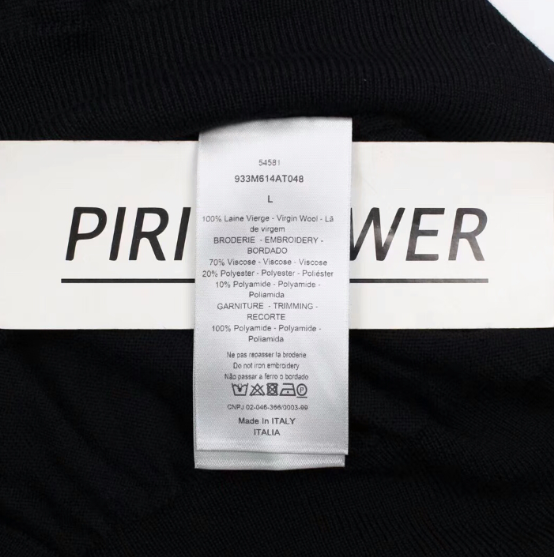 54581
933M614AT048
L
100% Laine Vierge - Virgin Wool - Lã
de virgem
BRODERIE - EMBROIDERY -
BORDADO
70% Viscose - Viscose - Viscose
20% Polyester - Polyester - Poliéster
10% Polyamide - Polyamide -
Poliamida
GARNITURE - TRIMMING -
RECORTE
100% Polyamide - Polyamide -
Poliamida
Ne pas repasser la broderie
Do not iron embroidery
Não passar a ferro o bordado
CNPJ 02-046-366/0003-99
Made in ITALY
ITALIA
PIRI WER